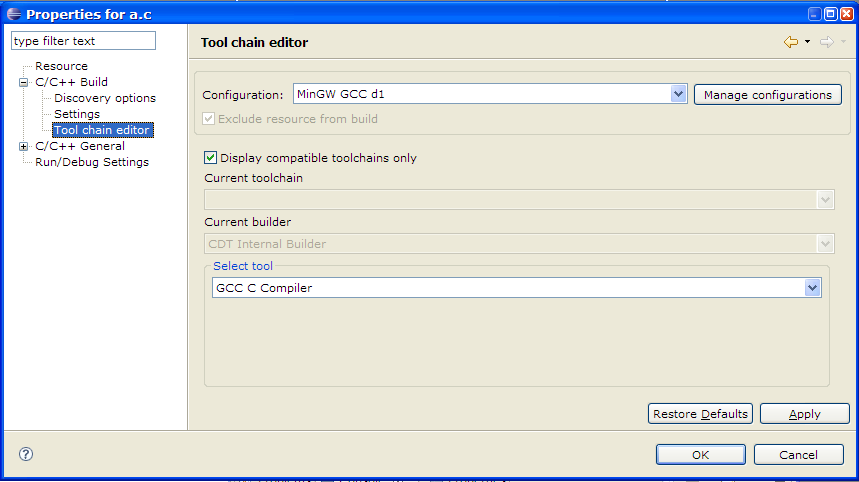 Properties for a.c
type filter text
Resource
C/C++ Build
Discovery options
Settings
Tool chain editor
C/C++ General
Run/Debug Settings
Tool chain editor
Configuration: MinGW GCC d1 Manage configurations
Exclude resource from build
Display compatible toolchains only
Current toolchain
Current builder
CDT Internal Builder
Select tool
GCC C Compiler
Restore Defaults Apply
? OK Cancel